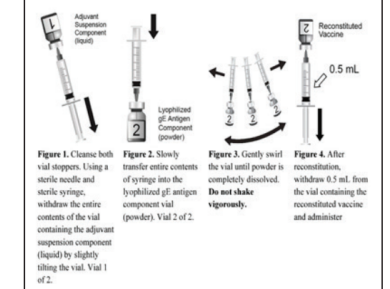 Adjuvant
Suspension
Component
(liquid)
1
Lyophilized
gE Antigen
Component
(powder)
2
2
2
2
Reconstituted
Vaccine
2
0.5 mL
Figure 1. Cleanse both
vial stoppers. Using a
sterile needle and
sterile syringe,
withdraw the entire
contents of the vial
containing the adjuvant
suspension component
(liquid) by slightly
tilting the vial. Vial 1
of 2.
Figure 2. Slowly
transfer entire contents
of syringe into the
lyophilized gE antigen
component vial
(powder). Vial 2 of 2.
Figure 3. Gently swirl
the vial until powder is
completely dissolved.
Do not shake
vigorously.
Figure 4. After
reconstitution,
withdraw 0.5 mL from
the vial containing the
reconstituted vaccine
and administer